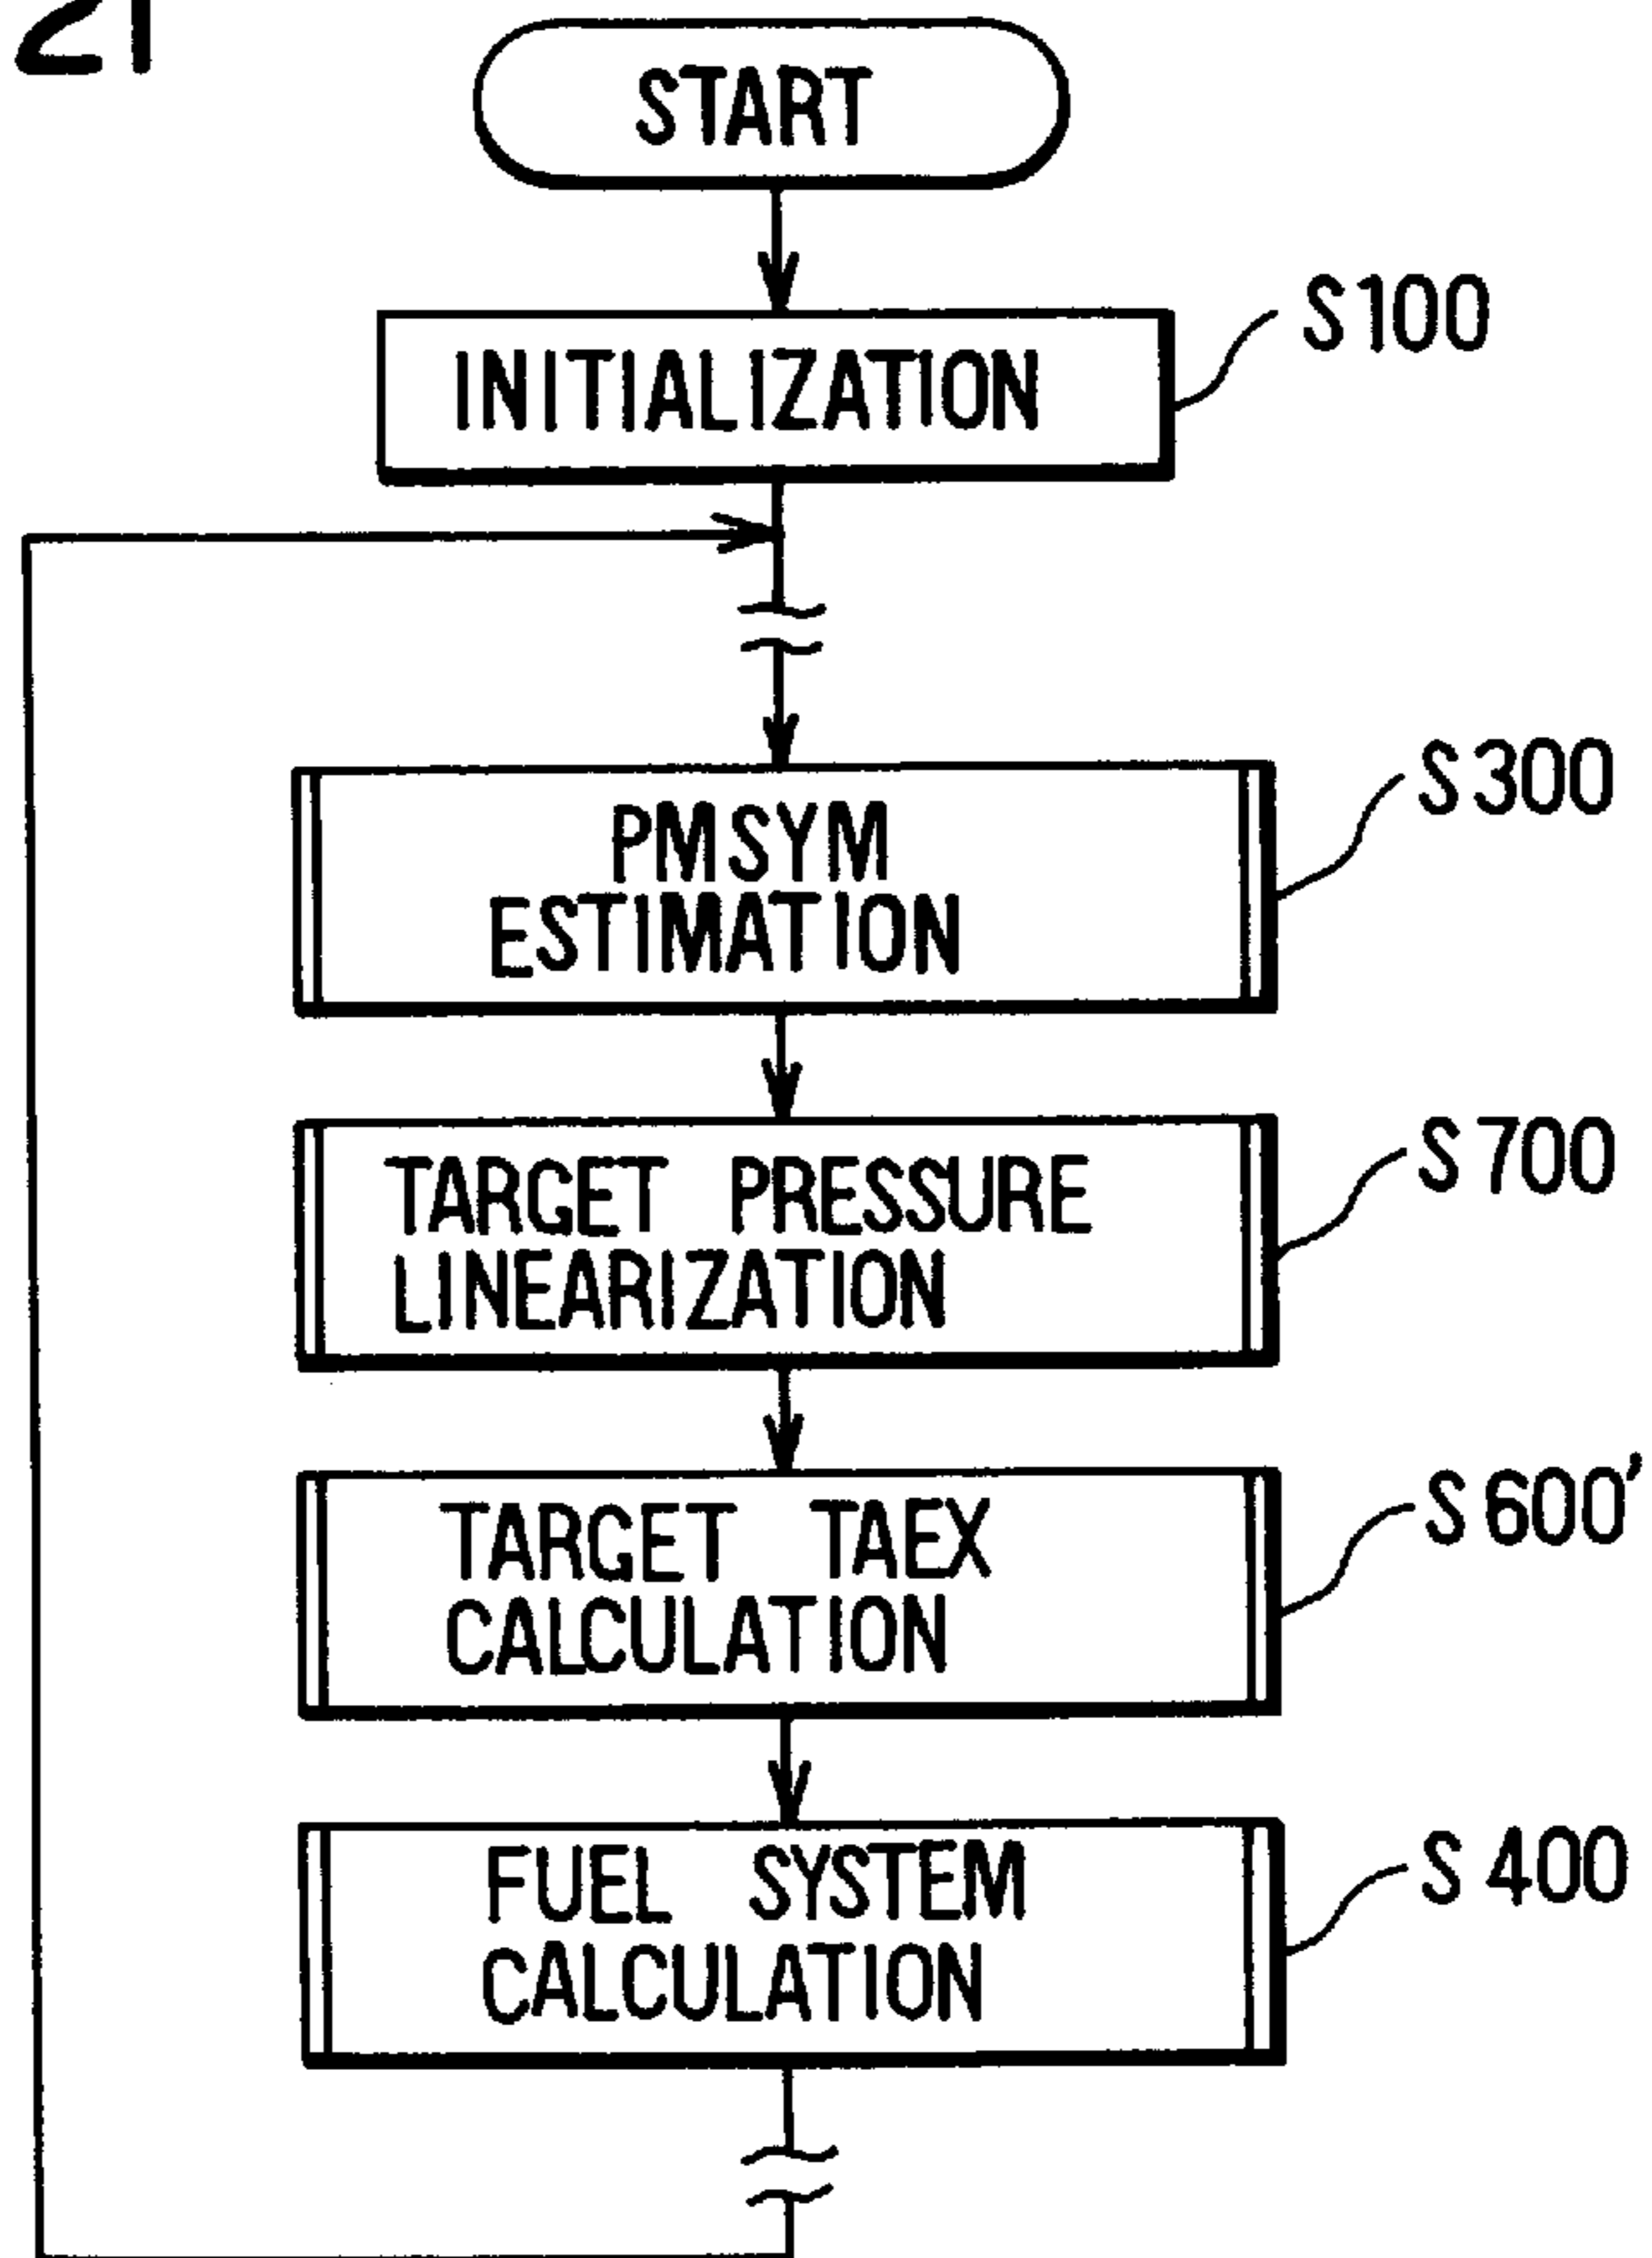 21
START
INITIALIZATION
S100
PMSYM
ESTIMATION
S300
TARGET PRESSURE
LINEARIZATION
S700
TARGET TAEX
CALCULATION
S600'
FUEL SYSTEM
CALCULATION
S400